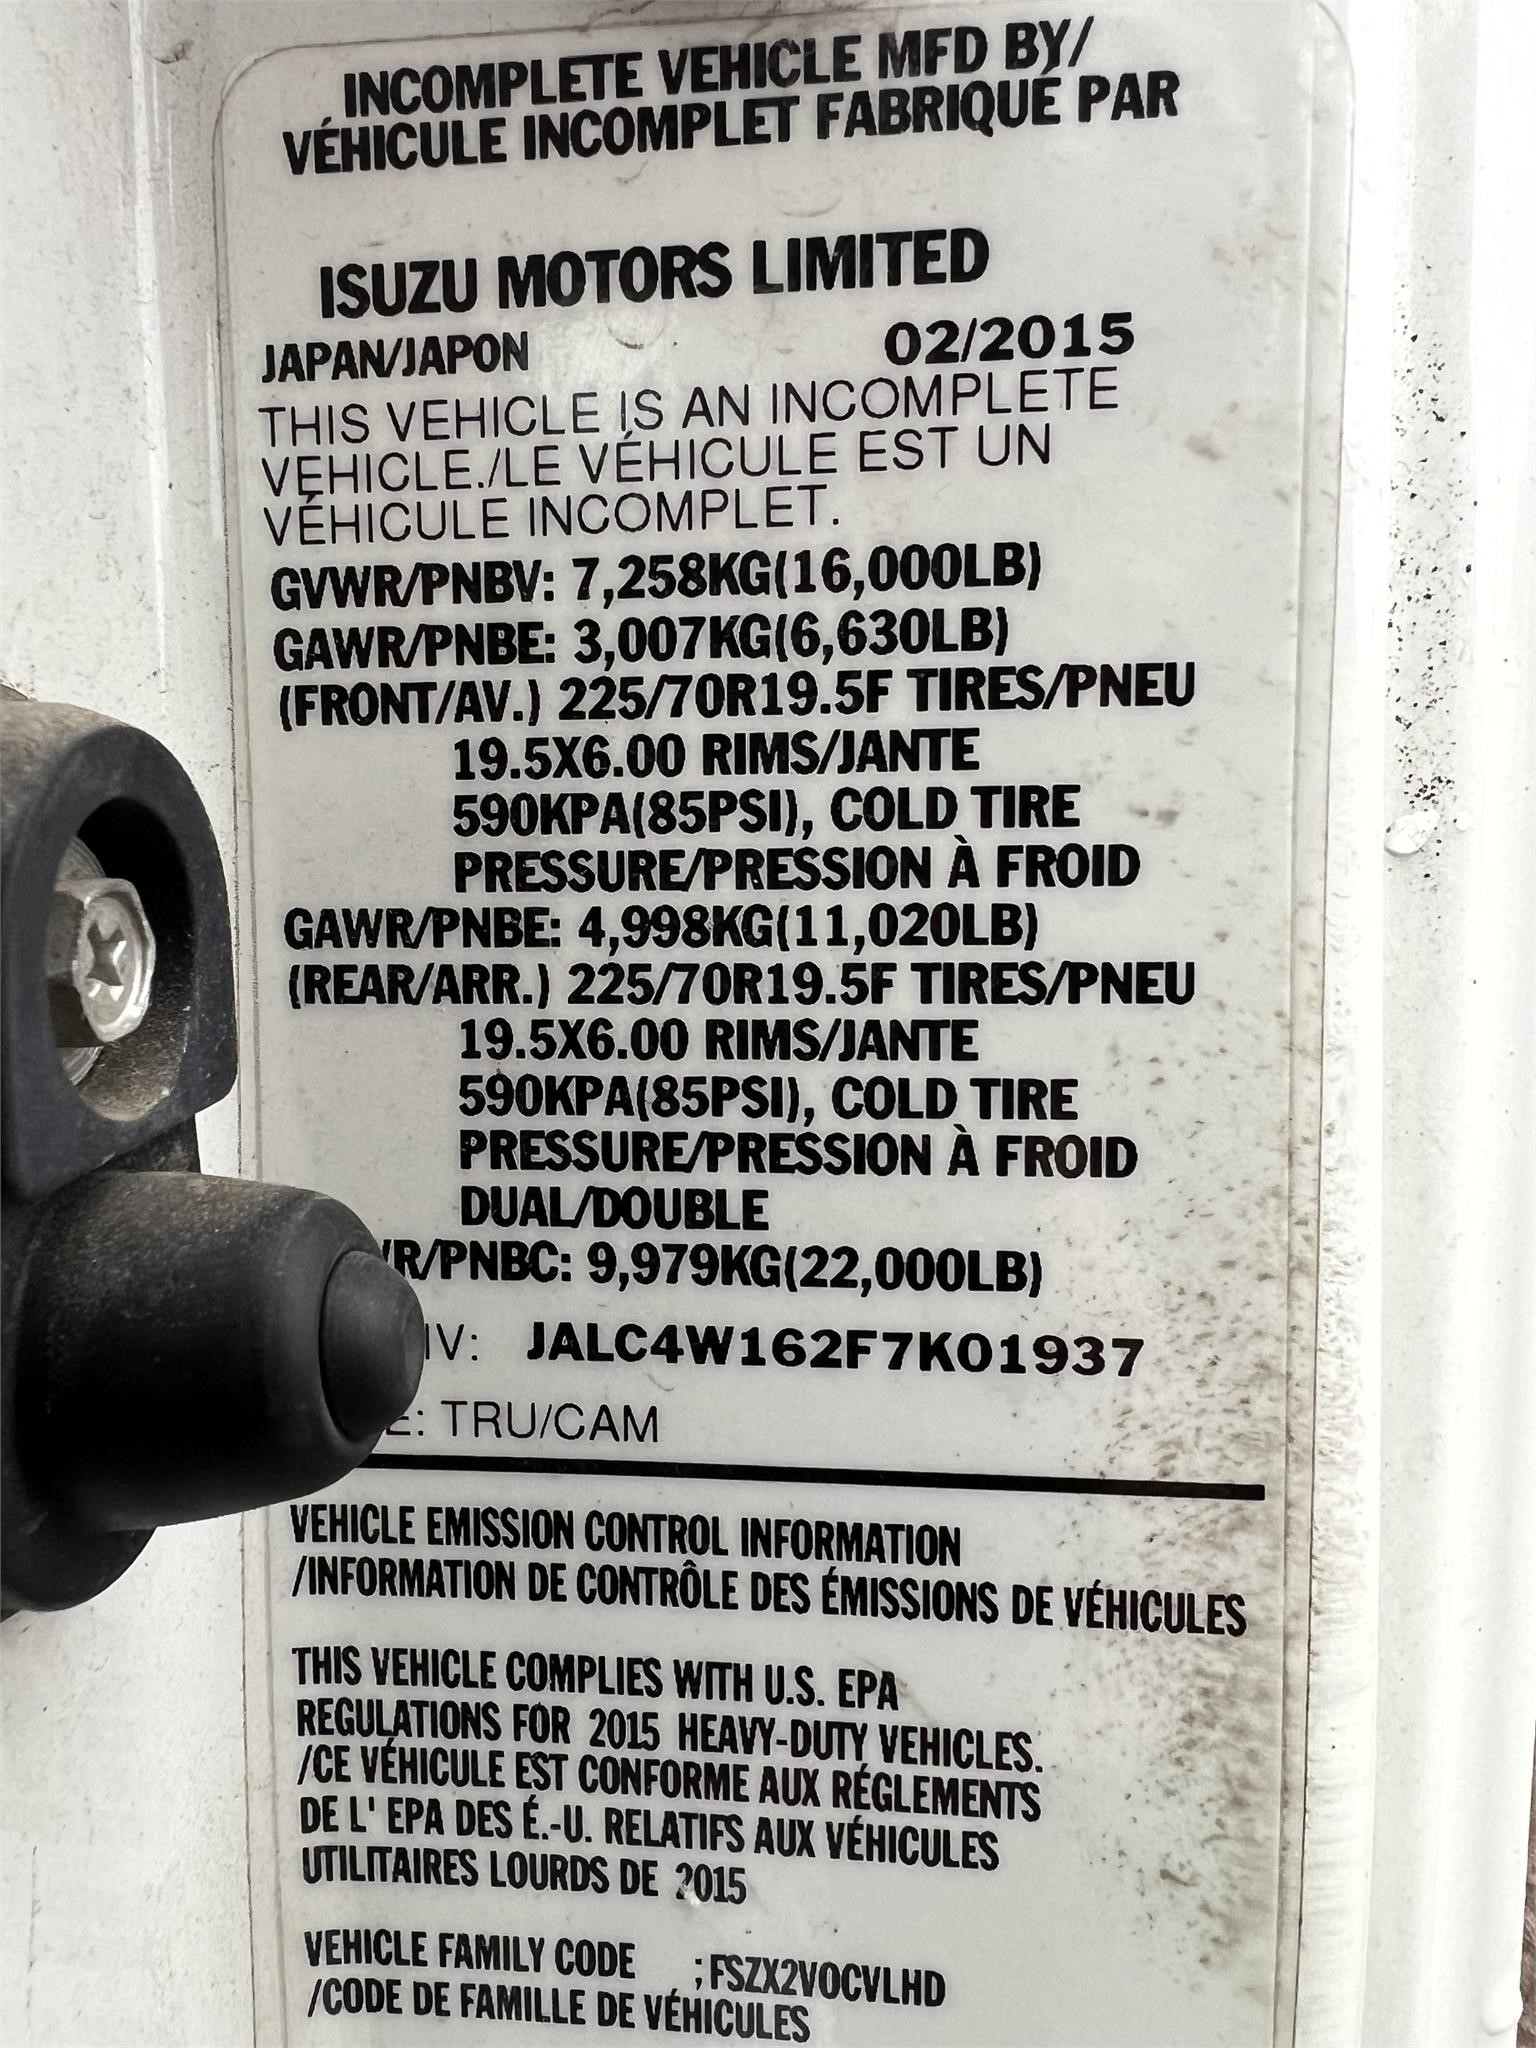 INCOMPLETE VEHICLE MFD BY/
VÉHICULE INCOMPLET FABRIQUÉ PAR
ISUZU MOTORS LIMITED
JAPAN/JAPON 02/2015
THIS VEHICLE IS AN INCOMPLETE
VEHICLE./LE VÉHICULE EST UN
VÉHICULE INCOMPLET.
GVWR/PNBV: 7,258KG(16,000LB)
GAWR/PNBE: 3,007KG(6,630LB)
(FRONT/AV.) 225/70R19.5F TIRES/PNEU
19.5X6.00 RIMS/JANTE
590KPA(85PSI), COLD TIRE
PRESSURE/PRESSION À FROID
GAWR/PNBE: 4,998KG(11,020LB)
(REAR/ARR.) 225/70R19.5F TIRES/PNEU
19.5X6.00 RIMS/JANTE
590KPA(85PSI), COLD TIRE
PRESSURE/PRESSION À FROID
DUAL/DOUBLE
R/PNBC: 9,979KG(22,000LB)
IV: JALC4W162F7K01937
E: TRU/CAM
VEHICLE EMISSION CONTROL INFORMATION
/INFORMATION DE CONTRÔLE DES ÉMISSIONS DE VÉHICULES
THIS VEHICLE COMPLIES WITH U.S. EPA
REGULATIONS FOR 2015 HEAVY-DUTY VEHICLES.
/CE VÉHICULE EST CONFORME AUX RÉGLEMENTS
DE L' EPA DES É.-U. RELATIFS AUX VÉHICULES
UTILITAIRES LOURDS DE 2015
VEHICLE FAMILY CODE ;FSZX2VOCVLHD
/CODE DE FAMILLE DE VÉHICULES